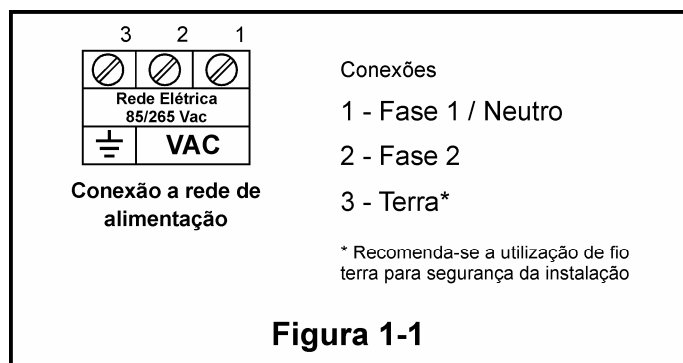 3 2 1
Rede Elétrica
85/265 Vac
VAC
Conexão a rede de
alimentação
Conexões
1 - Fase 1 / Neutro
2 - Fase 2
3 - Terra*
* Recomenda-se a utilização de fio
terra para segurança da instalação
Figura 1-1